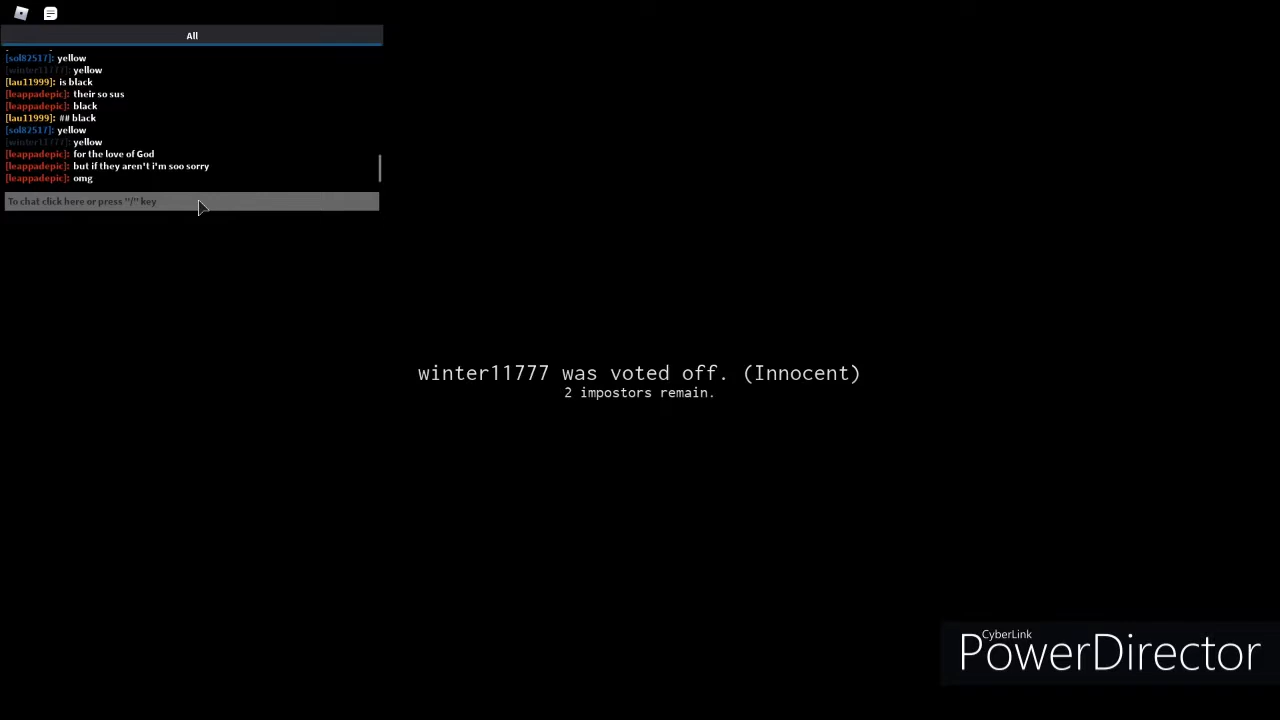 All
[sol82517]: yellow
[winter11777]: yellow
[lau11999]: is black
[leappadepic]: their so sus
[leappadepic]: black
[lau11999]: ## black
[sol82517]: yellow
[winter11777]: yellow
[leappadepic]: for the love of God
[leappadepic]: but if they aren't i'm soo sorry
[leappadepic]: omg
To chat click here or press "/" key
winter11777 was voted off. (Innocent)
2 impostors remain.
CyberLink
PowerDirector